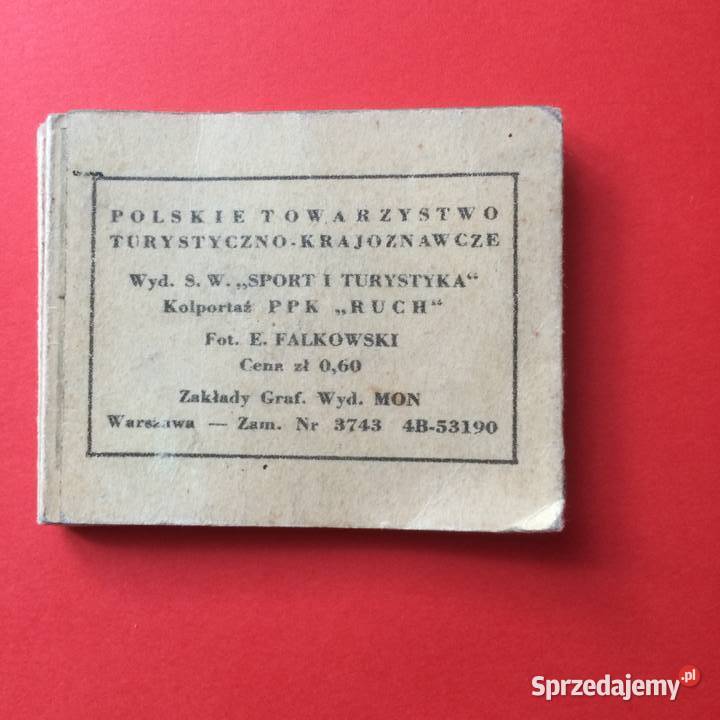 POLSKIE TOWARZYSTWO
TURYSTYCZNO-KRAJOZNAWCZE
Wyd. S. W. „SPORT I TURYSTYKA“
Kolportaż PPK „RUCH“
Fot. E. FALKOWSKI
Cena zł 0,60
Zakłady Graf. Wyd. MON
Warszawa — Zam. Nr 3743 4B-53190
Sprzedajemy.pl